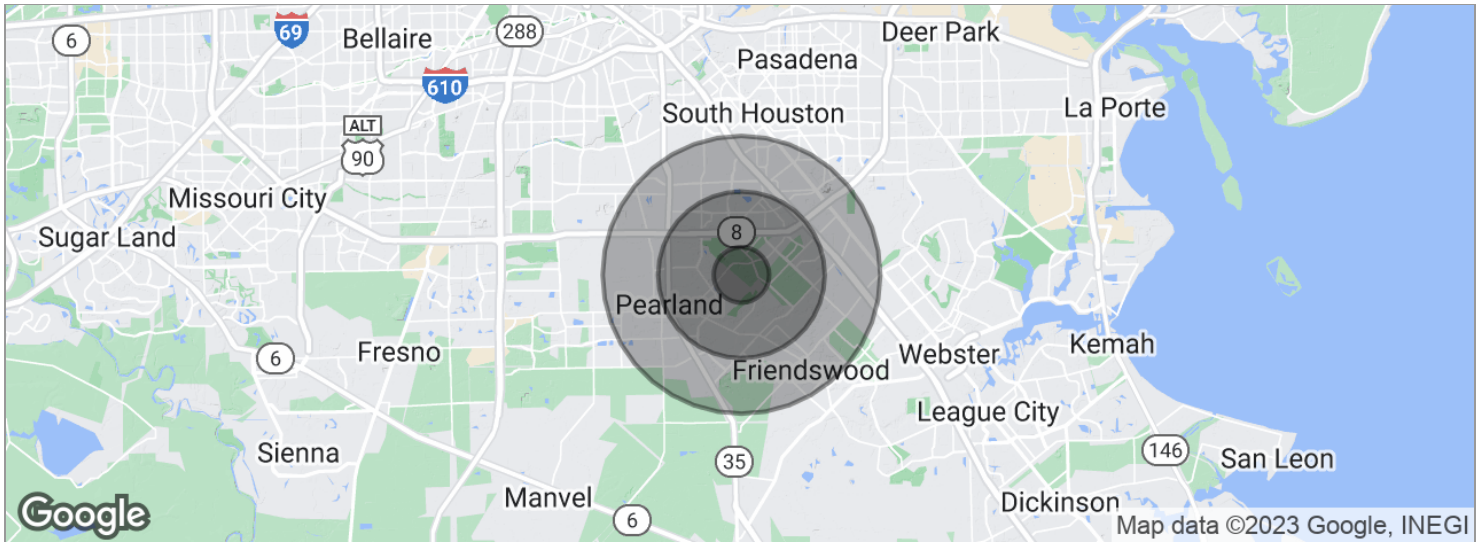 69
288
6
Bellaire
Deer Park
Pasadena
610
La Porte
South Houston
ALT
90
Missouri City
8
Sugar Land
Pearland
Kemah
6
Fresno
Webster
Friendswood
League City
146
Sienna
35
San Leon
Manvel
Dickinson
6
Google
Map data ©2023 Google, INEGI